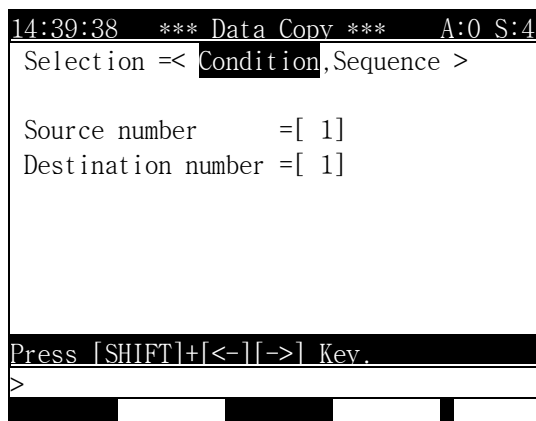 14:39:38 *** Data Copy *** A:0 S:4
Selection =< Condition,Sequence >
Source number =[ 1]
Destination number =[ 1]
Press [SHIFT]+[<-][->] Key.
>